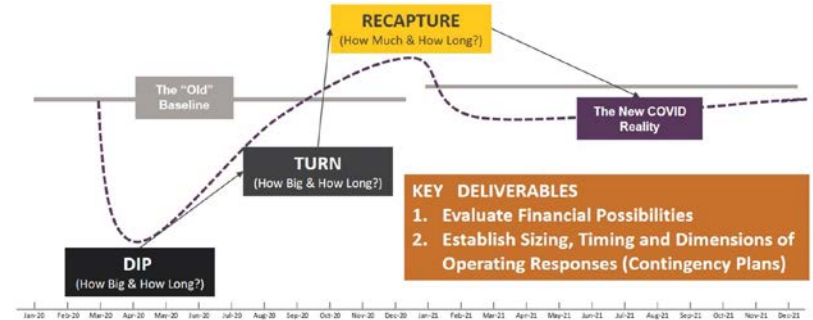 RECAPTURE
(How Much & How Long?)
The "Old"
Baseline
The New COVID
Reality
TURN
(How Big & How Long?)
KEY DELIVERABLES
1. Evaluate Financial Possibilities
2. Establish Sizing, Timing and Dimensions of
Operating Responses (Contingency Plans)
DIP
(How Big & How Long?)
Jan-20 Feb-20 Mar-20 Apr-20 May-20 Jun-20 Jul-20 Aug-20 Sep-20 Oct-20 Nov-20 Dec-20 Jan-21 Feb-21 Mar-21 Apr-21 May-21 Jun-21 Jul-21 Aug-21 Sep-21 Oct-21 Nov-21 Dec-21